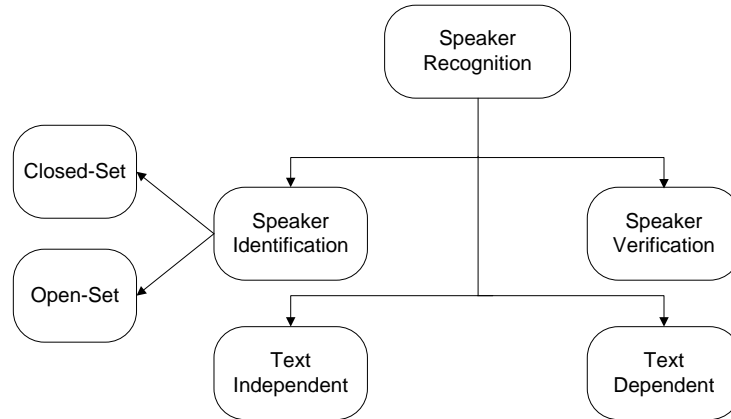 Speaker
Recognition
Closed-Set
Speaker
Identification
Speaker
Verification
Open-Set
Text
Independent
Text
Dependent